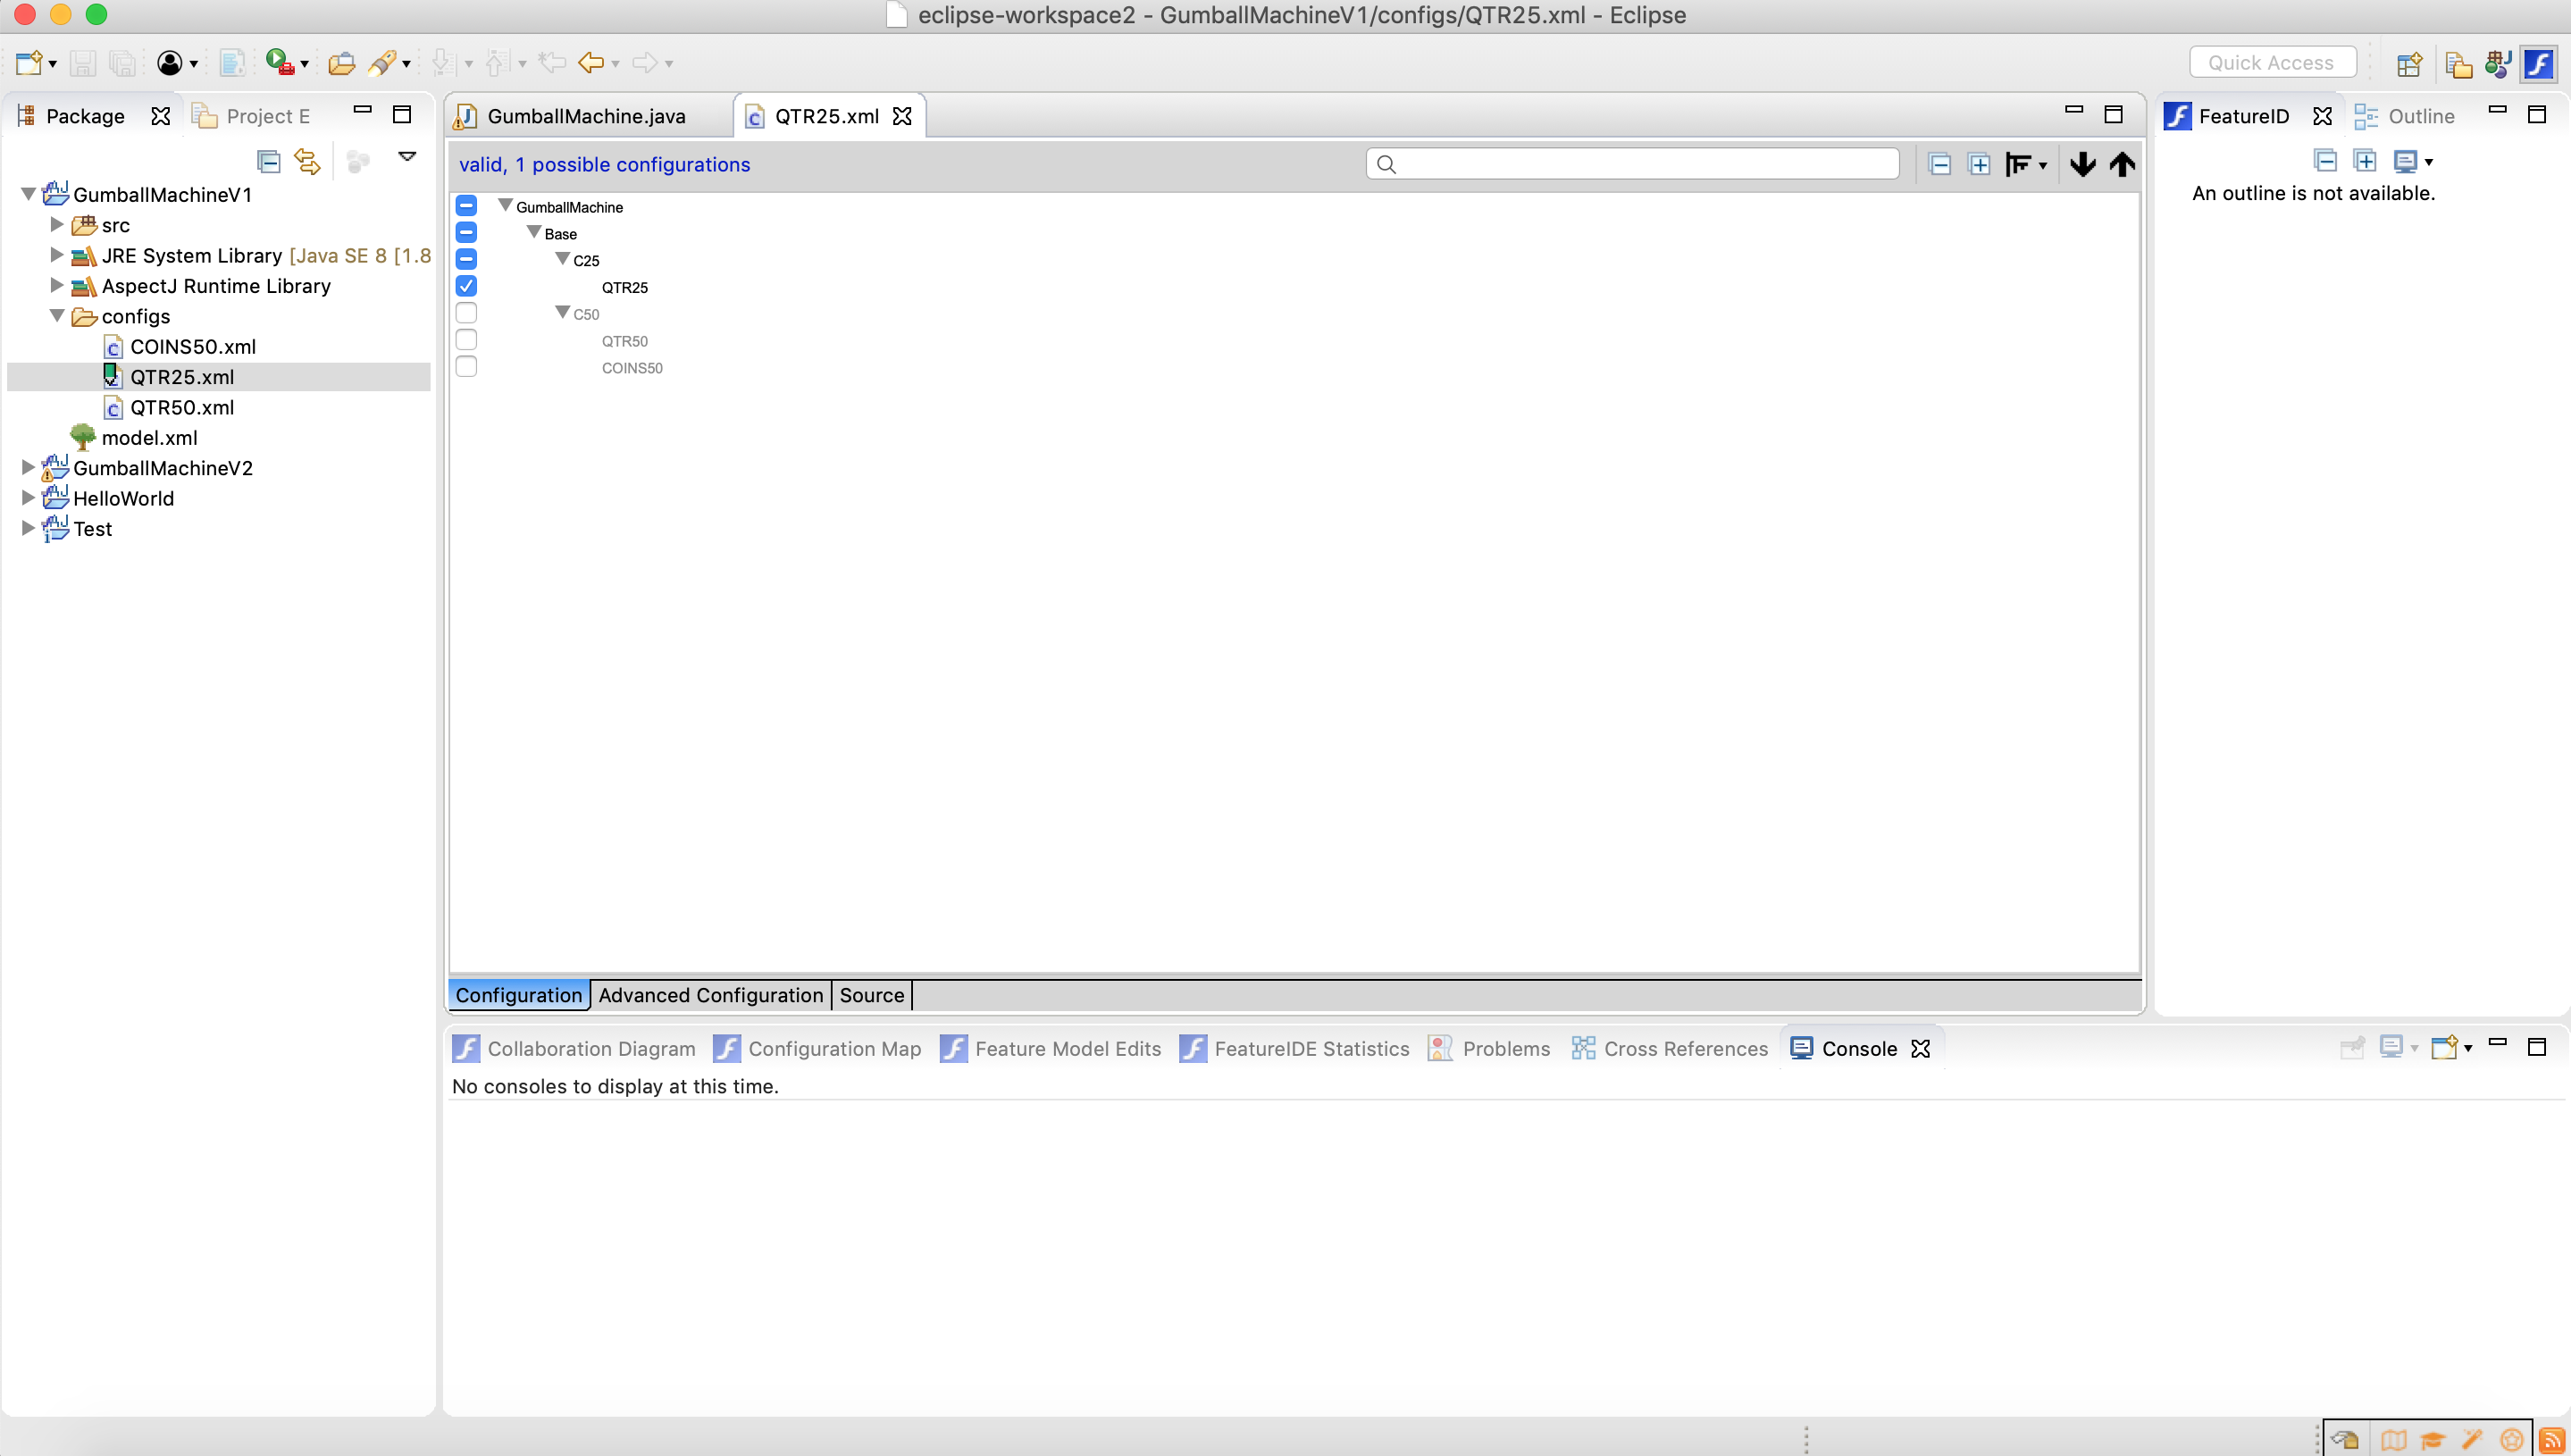 eclipse-workspace2 - GumballMachineV1/configs/QTR25.xml - Eclipse
Quick Access
Package
Project E
GumballMachineV1
src
JRE System Library [Java SE 8 [1.8
AspectJ Runtime Library
configs
COINS50.xml
QTR25.xml
QTR50.xml
model.xml
GumballMachineV2
HelloWorld
Test
GumballMachine.java
QTR25.xml
valid, 1 possible configurations
GumballMachine
Base
C25
QTR25
C50
QTR50
COINS50
Configuration
Advanced Configuration
Source
FeatureID
Outline
An outline is not available.
Collaboration Diagram
Configuration Map
Feature Model Edits
FeatureIDE Statistics
Problems
Cross References
Console
No consoles to display at this time.